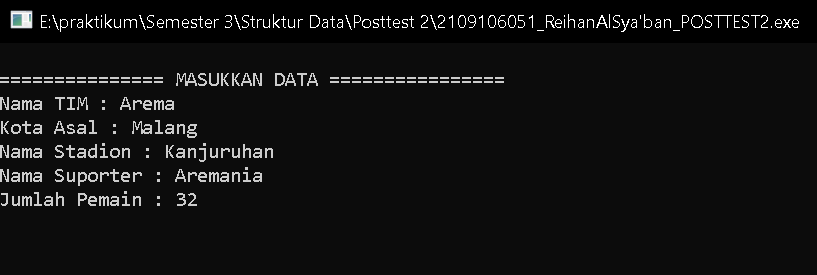 E:\praktikum\Semester 3\Struktur Data\Posttest 2\2109106051_ReihanAlSya'ban_POSTTEST2.exe
=============== MASUKKAN DATA ================
Nama TIM : Arema
Kota Asal : Malang
Nama Stadion : Kanjuruhan
Nama Suporter : Aremania
Jumlah Pemain : 32